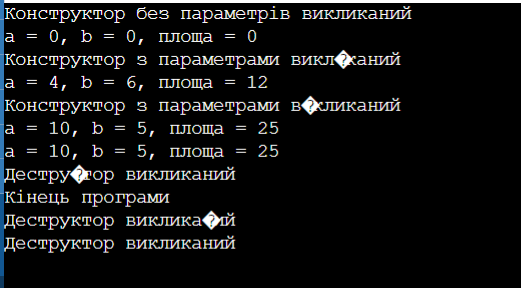 Конструктор без параметрів викликаний
a = 0, b = 0, площа = 0
Конструктор з параметрами викл�каний
a = 4, b = 6, площа = 12
Конструктор з параметрами в�кликаний
a = 10, b = 5, площа = 25
a = 10, b = 5, площа = 25
Дестру�тор викликаний
Кінець програми
Деструктор виклика�ий
Деструктор викликаний